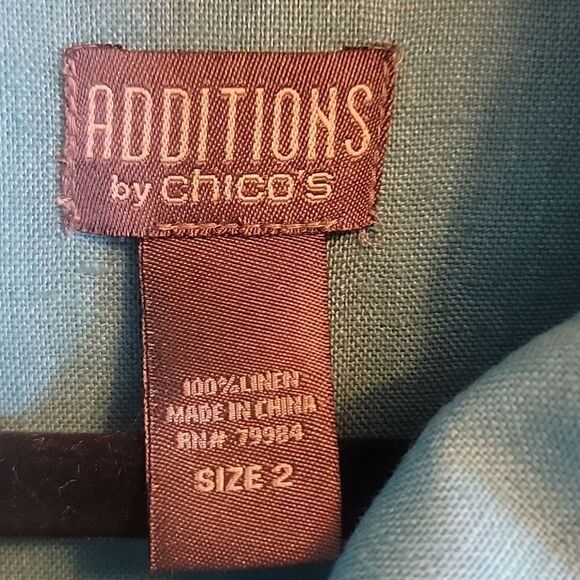 ADDITIONS
by chico's
100% LINEN
MADE IN CHINA
RN# 79984
SIZE 2